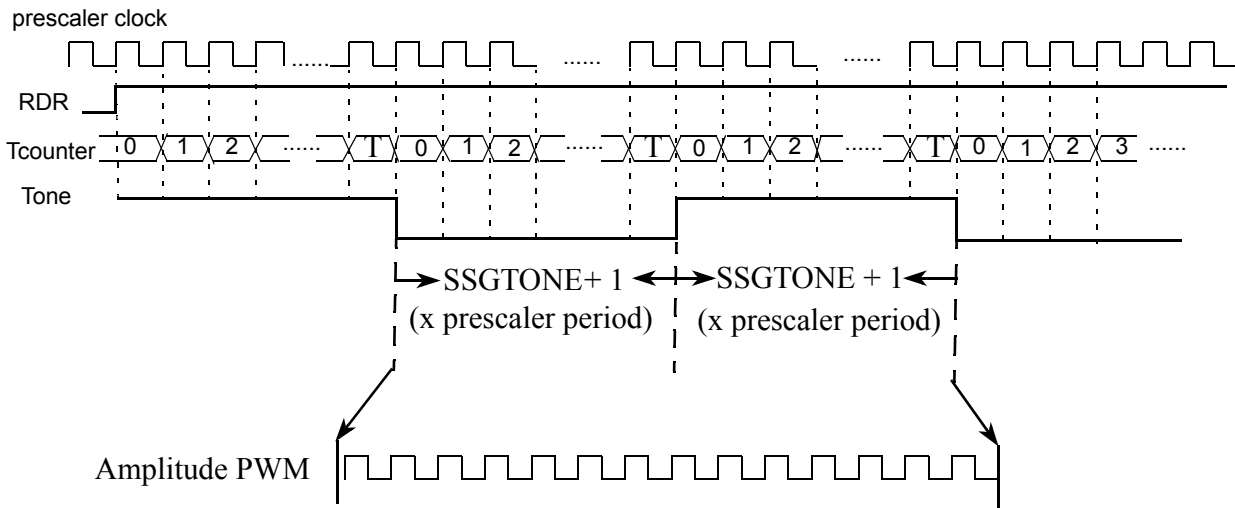 prescaler clock
...... ...... ......
RDR
Tcounter 0 1 2 ...... T 0 1 2 ...... T 0 1 2 ...... T 0 1 2 3 ......
Tone
SSGTONE+ 1 SSGTONE + 1
(x prescaler period) (x prescaler period)
Amplitude PWM